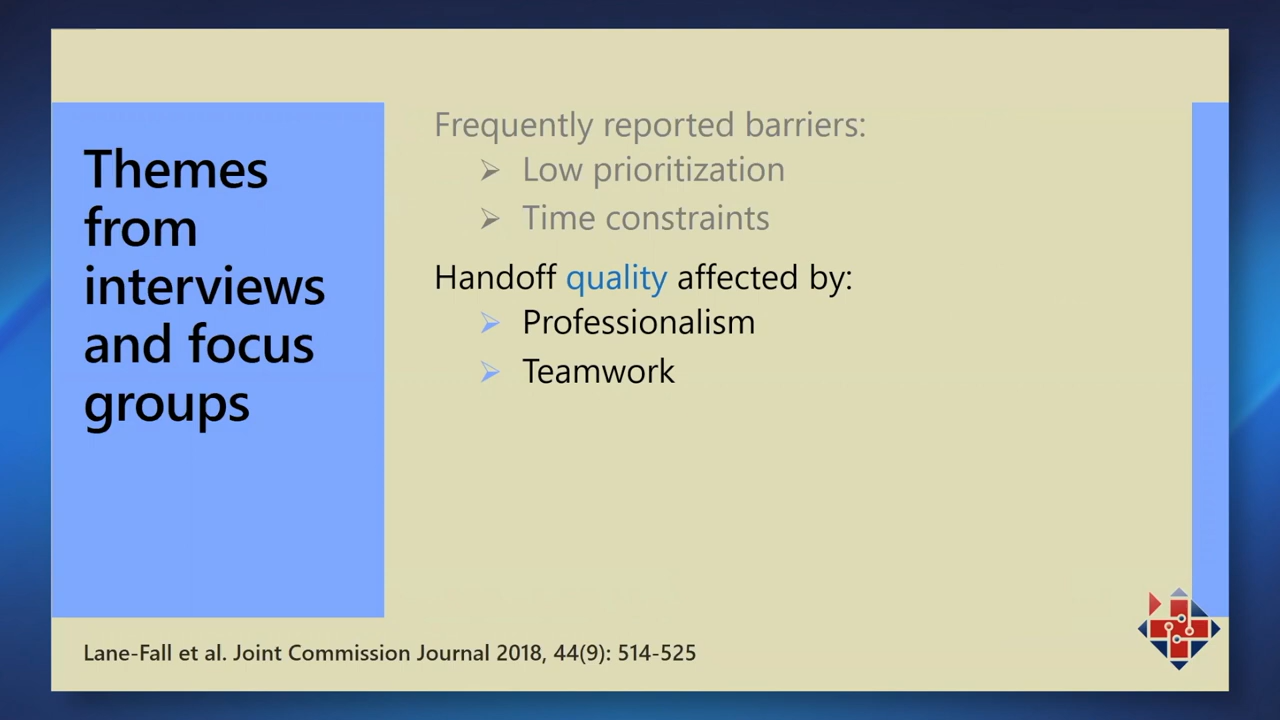 Themes
from
interviews
and focus
groups
Frequently reported barriers:
➢ Low prioritization
➢ Time constraints
Handoff quality affected by:
➢ Professionalism
➢ Teamwork
Lane-Fall et al. Joint Commission Journal 2018, 44(9): 514-525